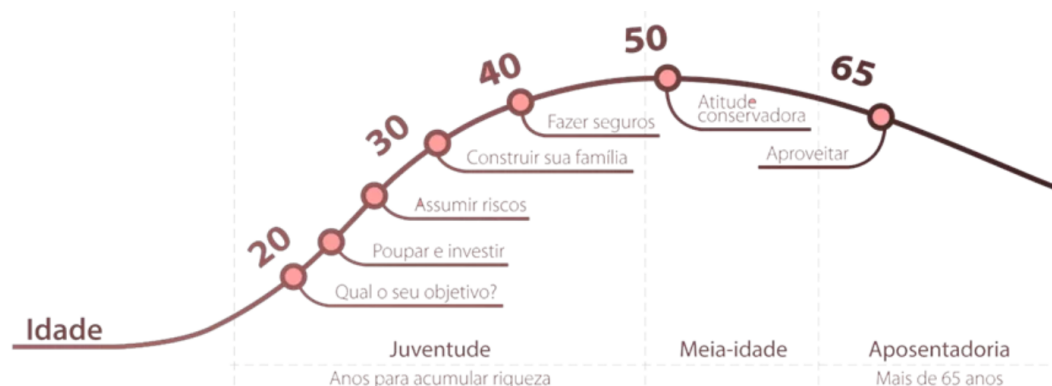 50
65
40
Atitude
conservadora
Fazer seguros
30
Aproveitar
Construir sua família
Assumir riscos
20
Poupar e investir
Qual o seu objetivo?
Idade
Juventude
Meia-idade
Aposentadoria
Anos para acumular riqueza
Mais de 65 anos